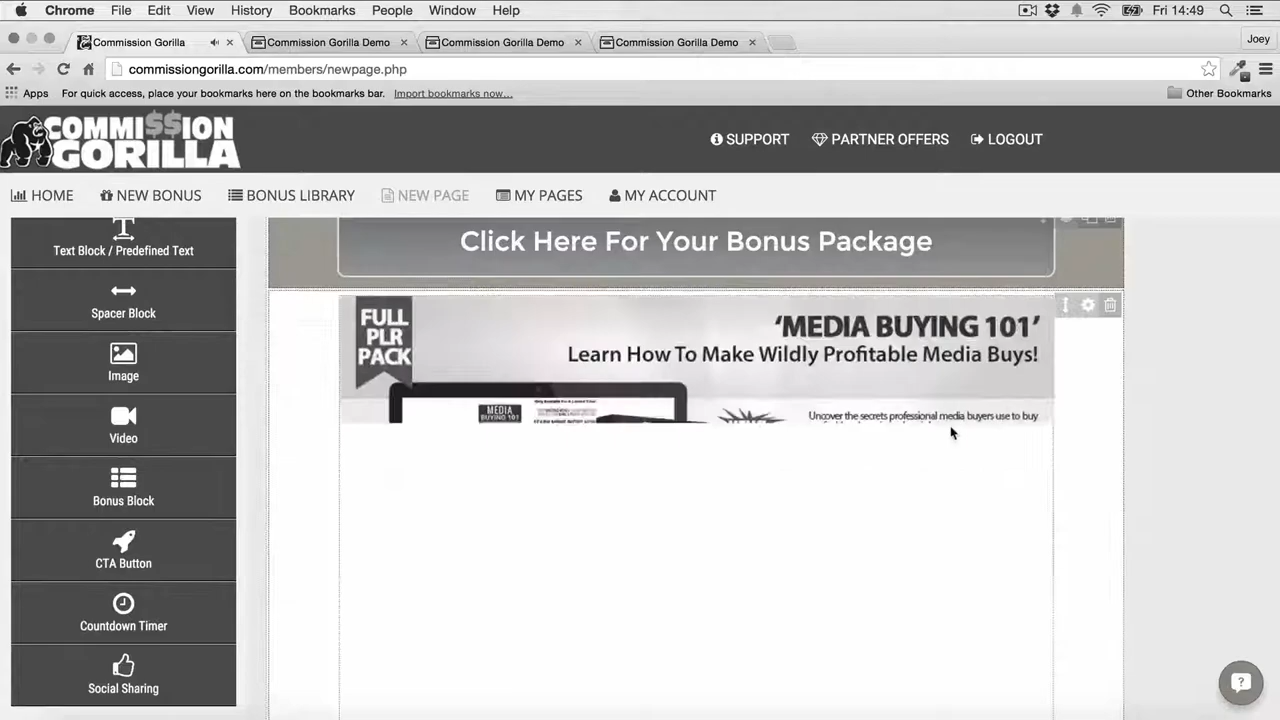 Chrome File Edit View History Bookmarks People Window Help Fri 14:49
Commission Gorilla Commission Gorilla Demo Commission Gorilla Demo Commission Gorilla Demo Joey
commissiongorilla.com/members/newpage.php
Apps For quick access, place your bookmarks here on the bookmarks bar. Import bookmarks now... Other Bookmarks
COMMI$$ION
GORILLA
SUPPORT PARTNER OFFERS LOGOUT
HOME NEW BONUS BONUS LIBRARY NEW PAGE MY PAGES MY ACCOUNT
Text Block / Predefined Text
Spacer Block
Image
Video
Bonus Block
CTA Button
Countdown Timer
Social Sharing
Click Here For Your Bonus Package
FULL
PLR
PACK
'MEDIA BUYING 101'
Learn How To Make Wildly Profitable Media Buys!
MEDIA
BUYING 101
Uncover the secrets professional media buyers use to buy